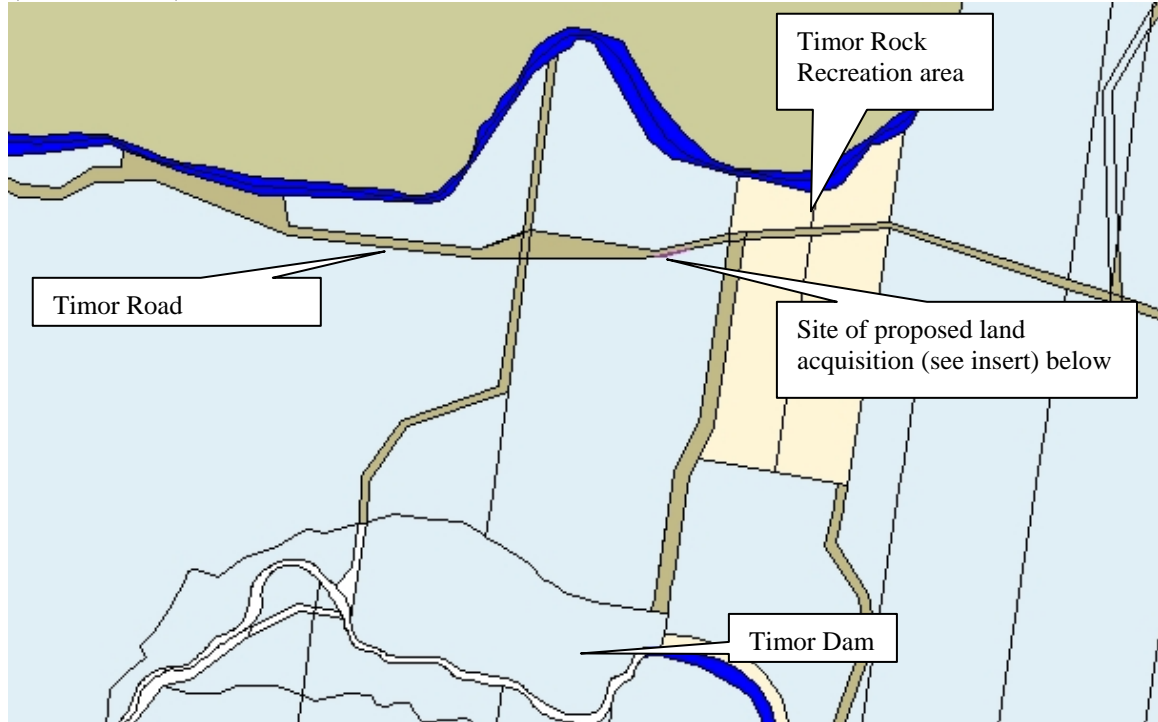 Timor Rock
Recreation area
Timor Road
Site of proposed land
acquisition (see insert) below
Timor Dam